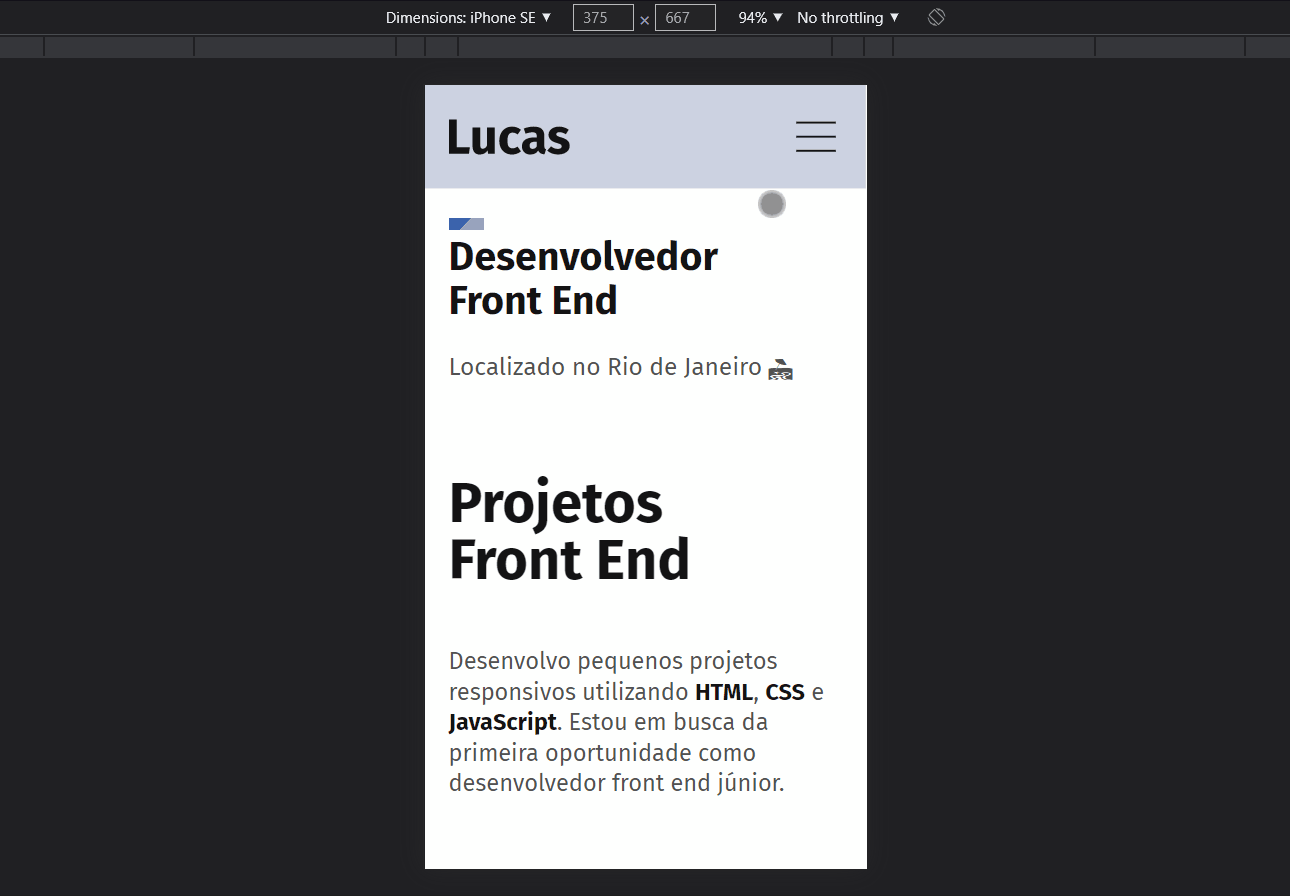 Dimensions: iPhone SE ▼ 375 × 667 94% ▼ No throttling ▼
Lucas
Desenvolvedor
Front End
Localizado no Rio de Janeiro
Projetos
Front End
Desenvolvo pequenos projetos
responsivos utilizando HTML, CSS e
JavaScript. Estou em busca da
primeira oportunidade como
desenvolvedor front end júnior.